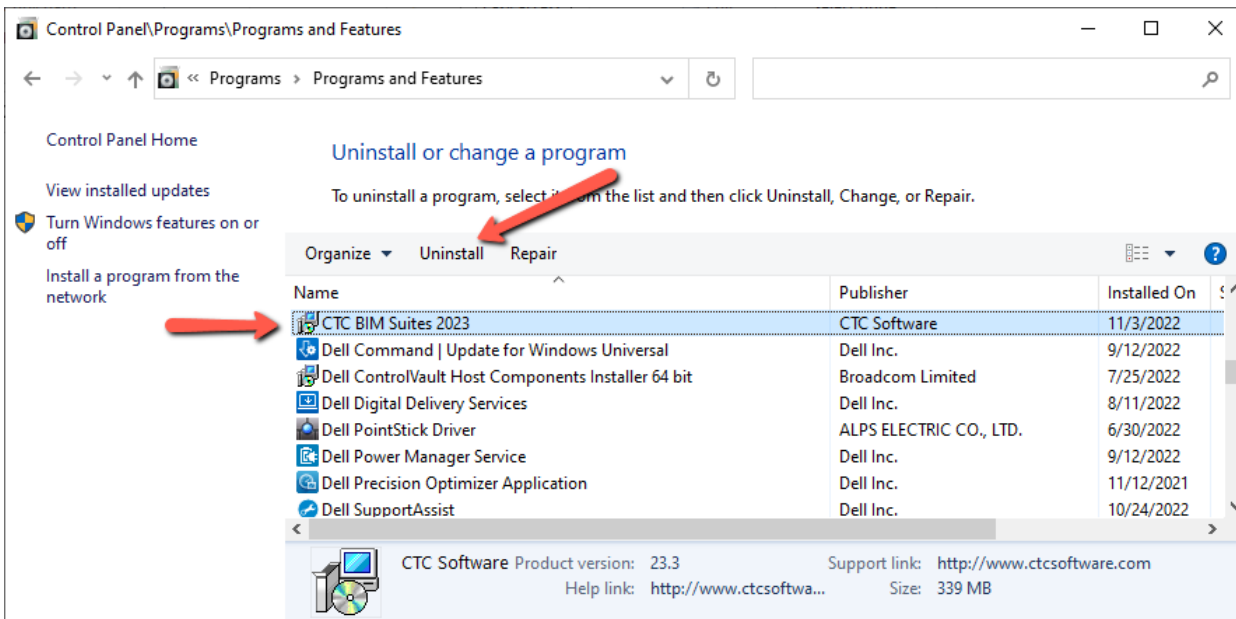 Control Panel\Programs\Programs and Features
« Programs > Programs and Features
Control Panel Home
View installed updates
Turn Windows features on or
off
Install a program from the
network
Uninstall or change a program
To uninstall a program, select it from the list and then click Uninstall, Change, or Repair.
Organize Uninstall Repair
Name Publisher Installed On
CTC BIM Suites 2023 CTC Software 11/3/2022
Dell Command | Update for Windows Universal Dell Inc. 9/12/2022
Dell ControlVault Host Components Installer 64 bit Broadcom Limited 7/25/2022
Dell Digital Delivery Services Dell Inc. 8/11/2022
Dell PointStick Driver ALPS ELECTRIC CO., LTD. 6/30/2022
Dell Power Manager Service Dell Inc. 9/12/2022
Dell Precision Optimizer Application Dell Inc. 11/12/2021
Dell SupportAssist Dell Inc. 10/24/2022
CTC Software Product version: 23.3 Support link: http://www.ctcsoftware.com
Help link: http://www.ctcsoftwa... Size: 339 MB